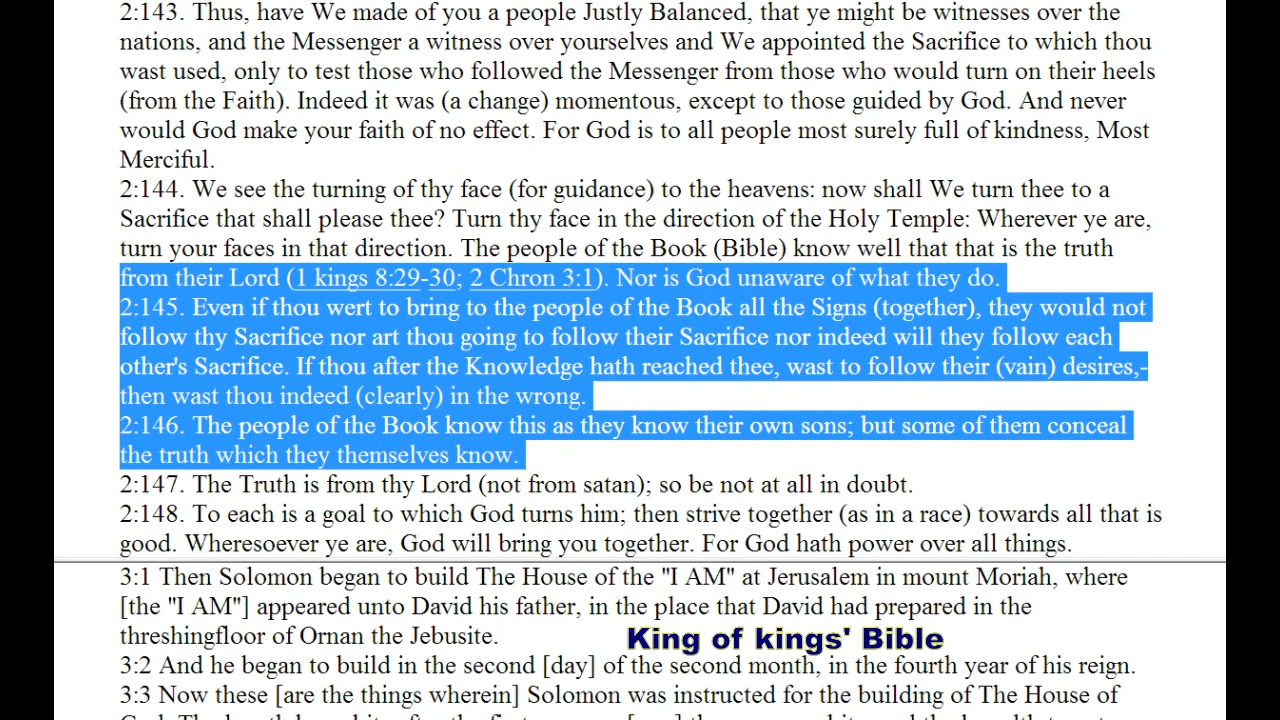 2:143. Thus, have We made of you a people Justly Balanced, that ye might be witnesses over the
nations, and the Messenger a witness over yourselves and We appointed the Sacrifice to which thou
wast used, only to test those who followed the Messenger from those who would turn on their heels
(from the Faith). Indeed it was (a change) momentous, except to those guided by God. And never
would God make your faith of no effect. For God is to all people most surely full of kindness, Most
Merciful.
2:144. We see the turning of thy face (for guidance) to the heavens: now shall We turn thee to a
Sacrifice that shall please thee? Turn thy face in the direction of the Holy Temple: Wherever ye are,
turn your faces in that direction. The people of the Book (Bible) know well that that is the truth
from their Lord (1 kings 8:29-30; 2 Chron 3:1). Nor is God unaware of what they do.
2:145. Even if thou wert to bring to the people of the Book all the Signs (together), they would not
follow thy Sacrifice nor art thou going to follow their Sacrifice nor indeed will they follow each
other's Sacrifice. If thou after the Knowledge hath reached thee, wast to follow their (vain) desires,-
then wast thou indeed (clearly) in the wrong.
2:146. The people of the Book know this as they know their own sons; but some of them conceal
the truth which they themselves know.
2:147. The Truth is from thy Lord (not from satan); so be not at all in doubt.
2:148. To each is a goal to which God turns him; then strive together (as in a race) towards all that is
good. Wheresoever ye are, God will bring you together. For God hath power over all things.
3:1 Then Solomon began to build The House of the "I AM" at Jerusalem in mount Moriah, where
[the "I AM"] appeared unto David his father, in the place that David had prepared in the
threshingfloor of Ornan the Jebusite.
King of kings' Bible
3:2 And he began to build in the second [day] of the second month, in the fourth year of his reign.
3:3 Now these [are the things wherein] Solomon was instructed for the building of The House of